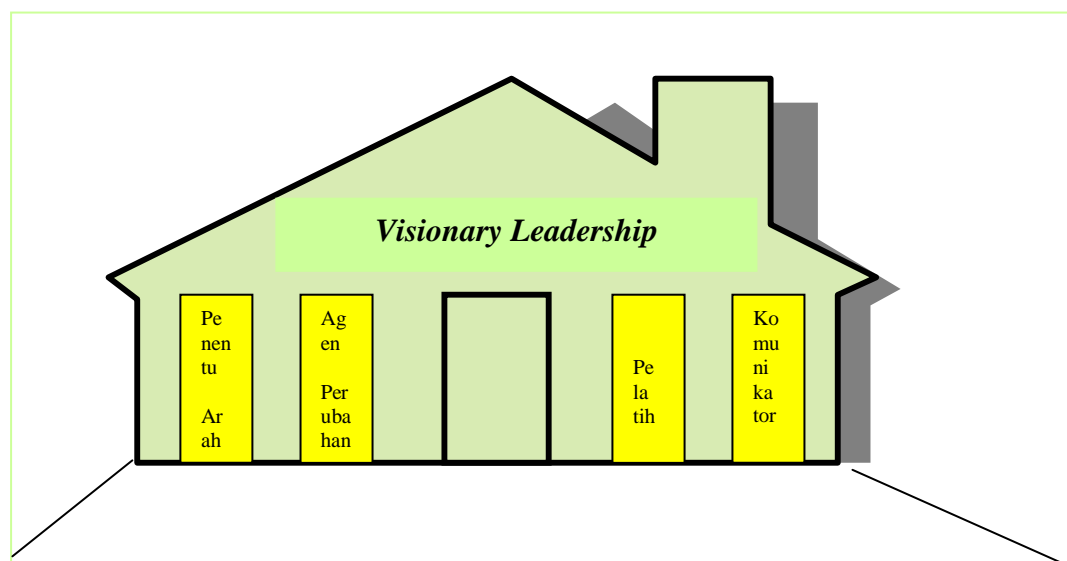 Visionary Leadership
Pe
nen
tu
Ar
ah
Ag
en
Per
uba
han
Pe
la
tih
Ko
mu
ni
ka
tor